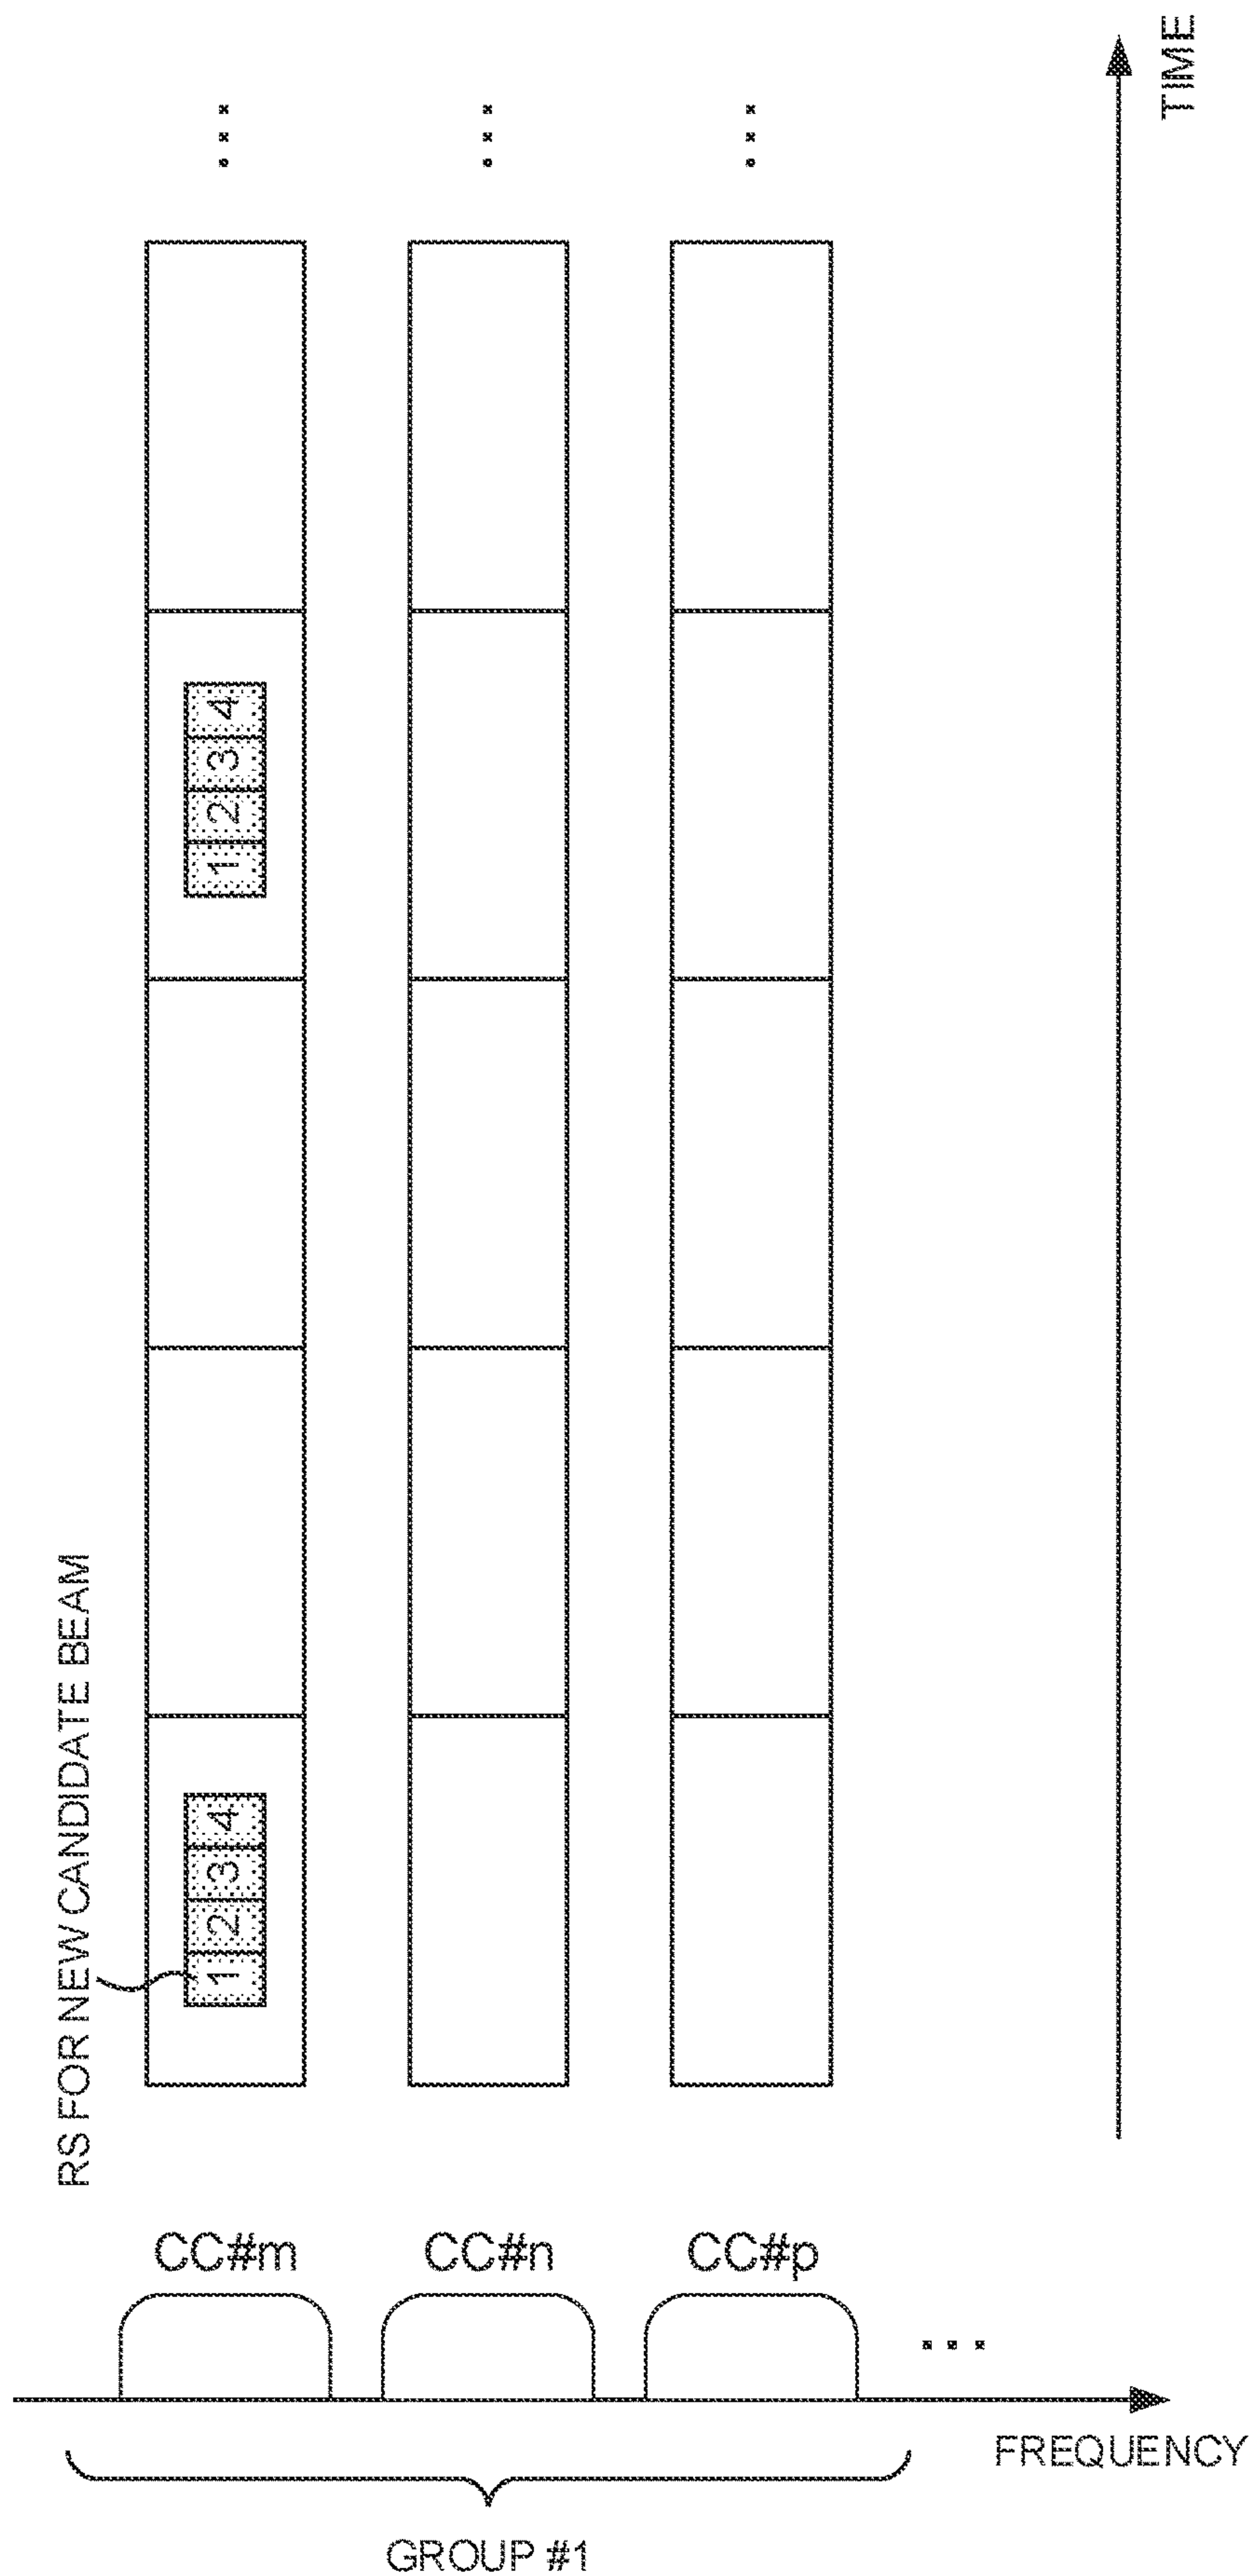 RS FOR NEW CANDIDATE BEAM
1 2 3 4
1 2 3 4
TIME
CC#m
CC#n
CC#p
FREQUENCY
GROUP #1